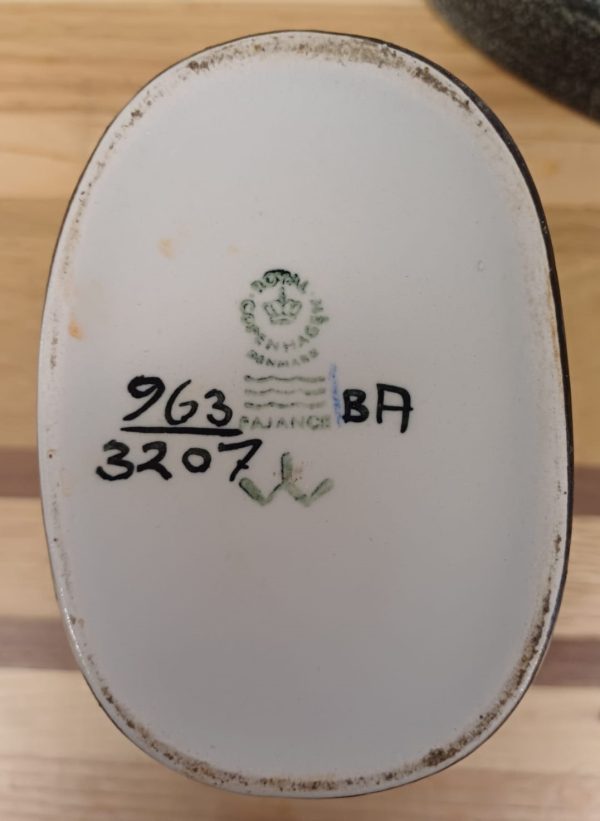 ROYAL
COPENHAGEN
DENMARK
FAJANCE
963
3207
BA